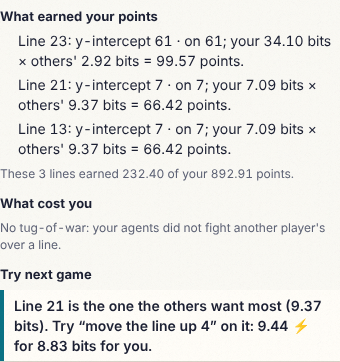 What earned your points
Line 23: y-intercept 61 · on 61; your 34.10 bits
× others' 2.92 bits = 99.57 points.
Line 21: y-intercept 7 · on 7; your 7.09 bits ×
others' 9.37 bits = 66.42 points.
Line 13: y-intercept 7 · on 7; your 7.09 bits ×
others' 9.37 bits = 66.42 points.
These 3 lines earned 232.40 of your 892.91 points.
What cost you
No tug-of-war: your agents did not fight another player's
over a line.
Try next game
Line 21 is the one the others want most (9.37
bits). Try “move the line up 4” on it: 9.44 ⚡
for 8.83 bits for you.